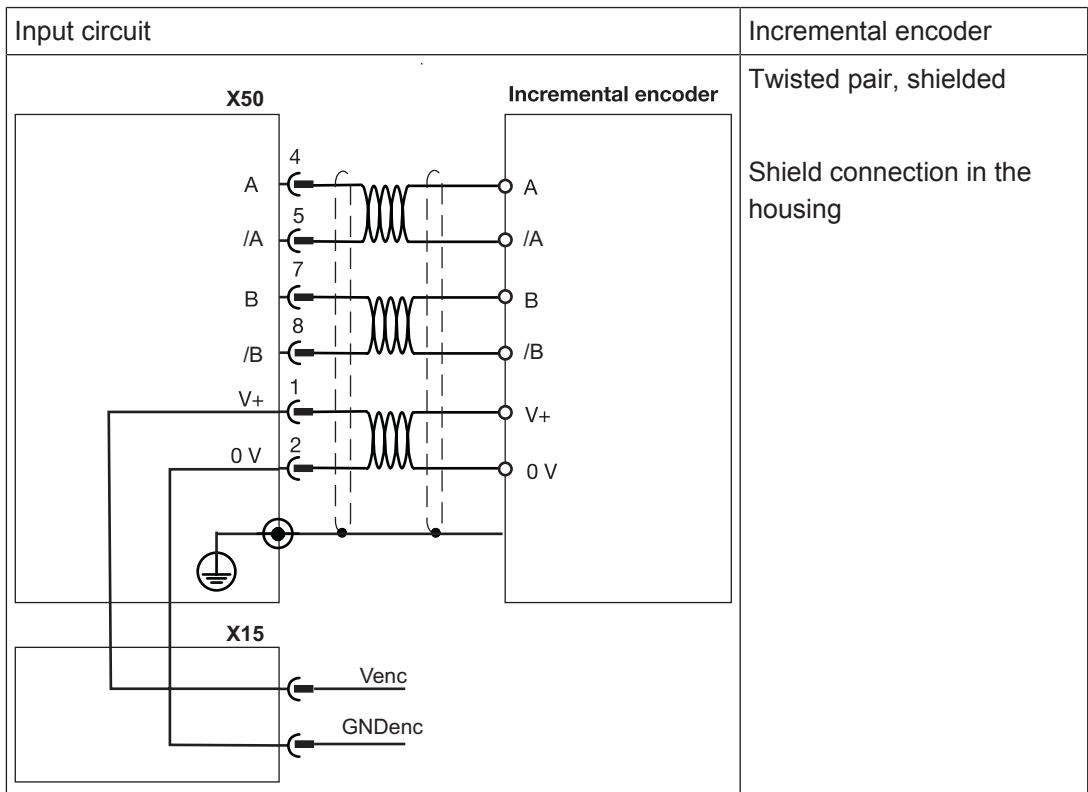 Input circuit
Incremental encoder
X50
Incremental encoder
Twisted pair, shielded
Shield connection in the
housing
4
A
A
5
/A
/A
7
B
B
8
/B
/B
1
V+
V+
2
0 V
0 V
X15
Venc
GNDenc